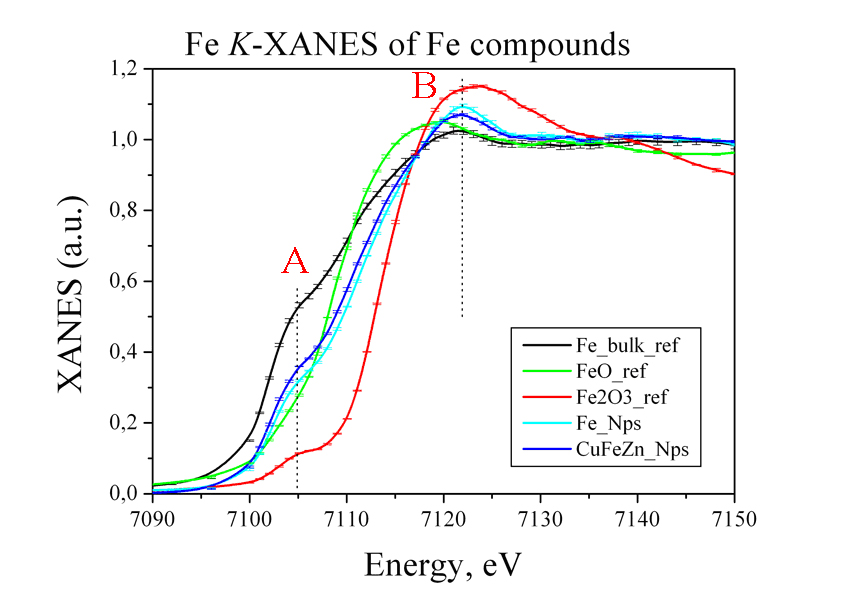 Fe K-XANES of Fe compounds
1,2
B
1,0
0,8
A
0,6
0,4
0,2
0,0
XANES (a.u.)
Fe_bulk_ref
FeO_ref
Fe2O3_ref
Fe_Nps
CuFeZn_Nps
7090 7100 7110 7120 7130 7140 7150
Energy, eV